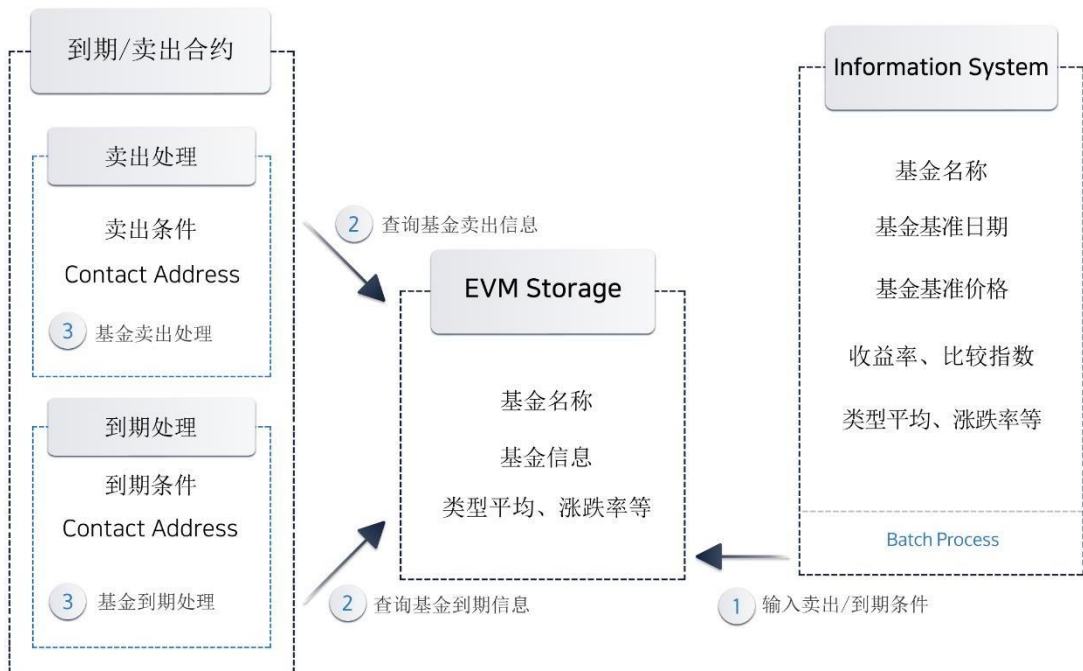 到期/卖出合约
卖出处理
卖出条件
Contact Address
3 基金卖出处理
到期处理
到期条件
Contact Address
3 基金到期处理
2 查询基金卖出信息
EVM Storage
基金名称
基金信息
类型平均、涨跌率等
2 查询基金到期信息
Information System
基金名称
基金基准日期
基金基准价格
收益率、比较指数
类型平均、涨跌率等
Batch Process
1 输入卖出/到期条件